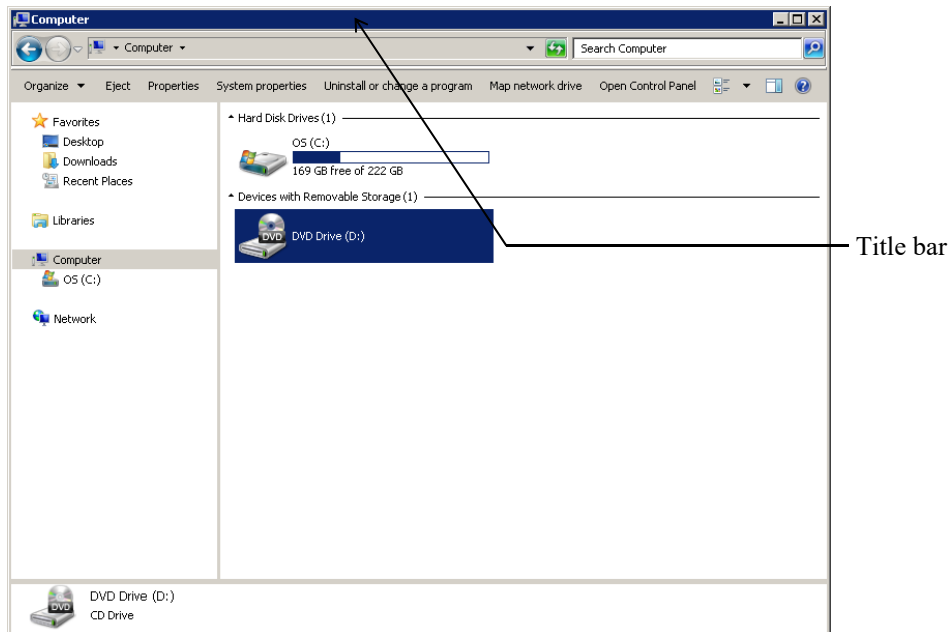 Computer
Computer
Search Computer
Organize Eject Properties System properties Uninstall or change a program Map network drive Open Control Panel
Favorites
Desktop
Downloads
Recent Places
Libraries
Computer
OS (C:)
Network
Hard Disk Drives (1)
OS (C:)
169 GB free of 222 GB
Devices with Removable Storage (1)
DVD
DVD Drive (D:)
Title bar
DVD
DVD Drive (D:)
CD Drive